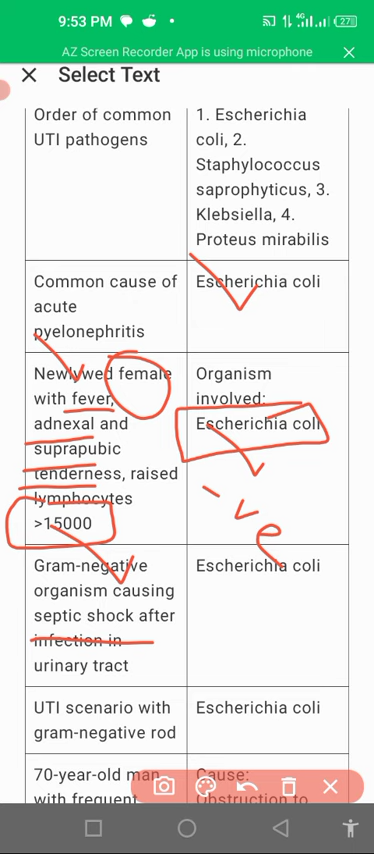 9:53 PM
4G
27
AZ Screen Recorder App is using microphone
Select Text
Order of common
UTI pathogens
1. Escherichia
coli, 2.
Staphylococcus
saprophyticus, 3.
Klebsiella, 4.
Proteus mirabilis
Common cause of
acute
pyelonephritis
Escherichia coli
Newlywed female
with fever,
adnexal and
suprapubic
tenderness, raised
lymphocytes
>15000
Organism
involved:
Escherichia coli
-ve
Gram-negative
organism causing
septic shock after
infection in
urinary tract
Escherichia coli
UTI scenario with
gram-negative rod
Escherichia coli
70-year-old man
with frequent
Cause:
Obstruction to